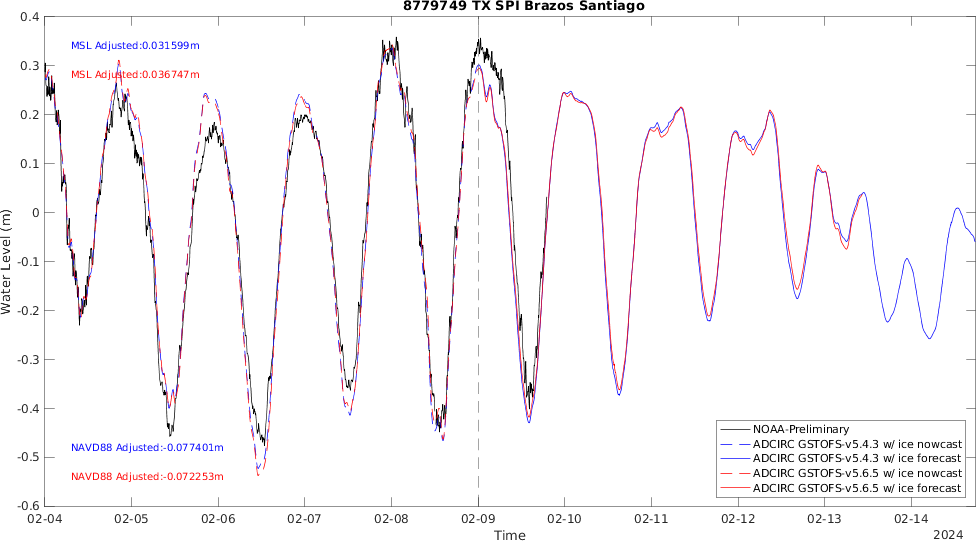 8779749 TX SPI Brazos Santiago
0.4
0.3
0.2
0.1
0
-0.1
-0.2
-0.3
-0.4
-0.5
-0.6
Water Level (m)
MSL Adjusted:0.031599m
MSL Adjusted:0.036747m
NAVD88 Adjusted:-0.077401m
NAVD88 Adjusted:-0.072253m
NOAA-Preliminary
ADCIRC GSTOFS-v5.4.3 w/ ice nowcast
ADCIRC GSTOFS-v5.4.3 w/ ice forecast
ADCIRC GSTOFS-v5.6.5 w/ ice nowcast
ADCIRC GSTOFS-v5.6.5 w/ ice forecast
02-04 02-05 02-06 02-07 02-08 02-09 02-10 02-11 02-12 02-13 02-14
Time
2024